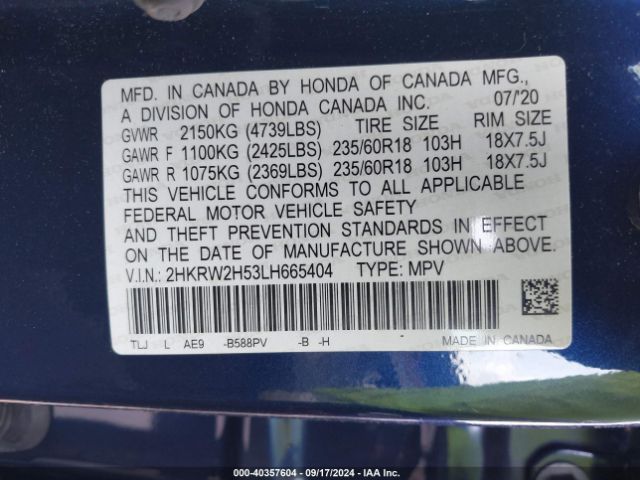 MFD. IN CANADA BY HONDA OF CANADA MFG.,
A DIVISION OF HONDA CANADA INC. 07/'20
GVWR 2150KG (4739LBS) TIRE SIZE RIM SIZE
GAWR F 1100KG (2425LBS) 235/60R18 103H 18X7.5J
GAWR R 1075KG (2369LBS) 235/60R18 103H 18X7.5J
THIS VEHICLE CONFORMS TO ALL APPLICABLE
FEDERAL MOTOR VEHICLE SAFETY
AND THEFT PREVENTION STANDARDS IN EFFECT
ON THE DATE OF MANUFACTURE SHOWN ABOVE.
V.I.N.: 2HKRW2H53LH665404 TYPE: MPV
TLJ L AE9 -B588PV -B -H MADE IN CANADA
000-40357604 | 09/17/2024 | IAA Inc.